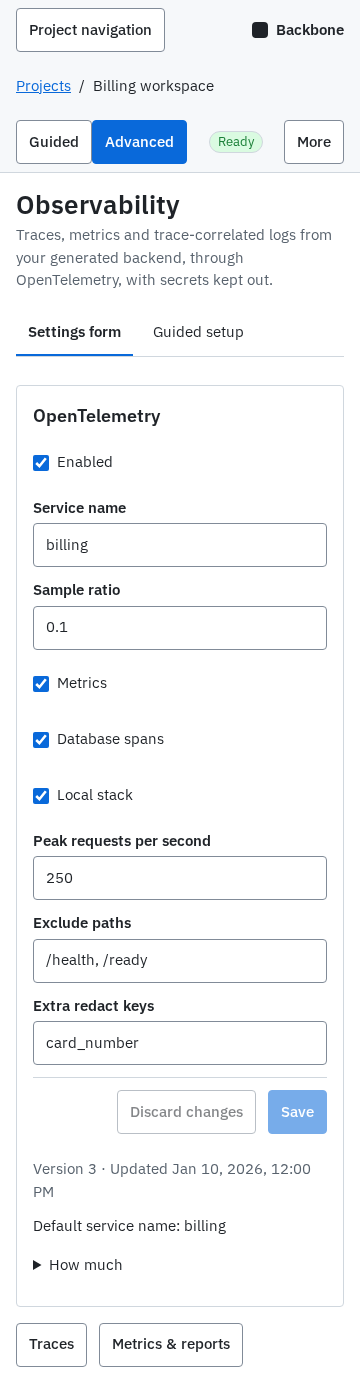 Project navigation
Backbone
Projects / Billing workspace
Guided
Advanced
Ready
More
Observability
Traces, metrics and trace-correlated logs from
your generated backend, through
OpenTelemetry, with secrets kept out.
Settings form
Guided setup
OpenTelemetry
Enabled
Service name
billing
Sample ratio
0.1
Metrics
Database spans
Local stack
Peak requests per second
250
Exclude paths
/health, /ready
Extra redact keys
card_number
Discard changes
Save
Version 3 · Updated Jan 10, 2026, 12:00
PM
Default service name: billing
How much
Traces
Metrics & reports